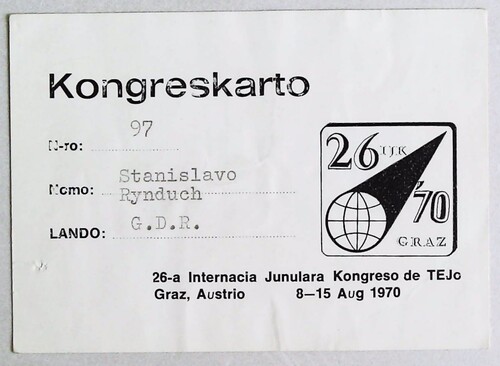 Kongreskarto
N-ro: 97
Nomo: Stanislavo
Rynduch
LANDO: G.D.R.
26 IJK
'70
GRAZ
26-a Internacia Junulara Kongreso de TEJo
Graz, Austrio 8—15 Aug 1970